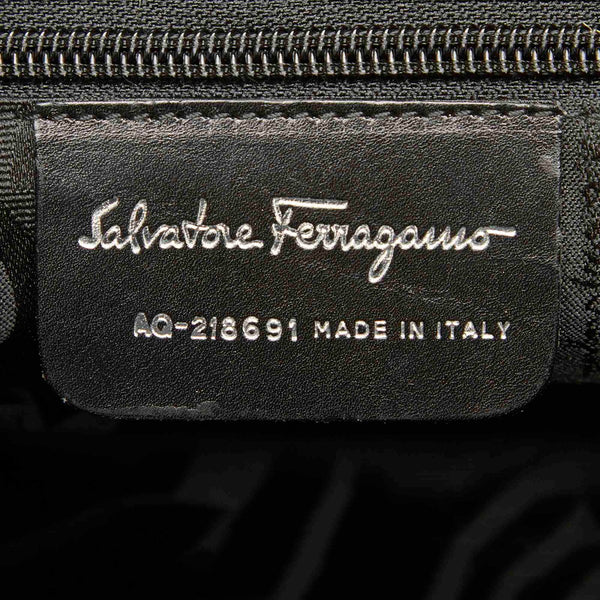 Salvatore Ferragamo
AQ-218691 MADE IN ITALY